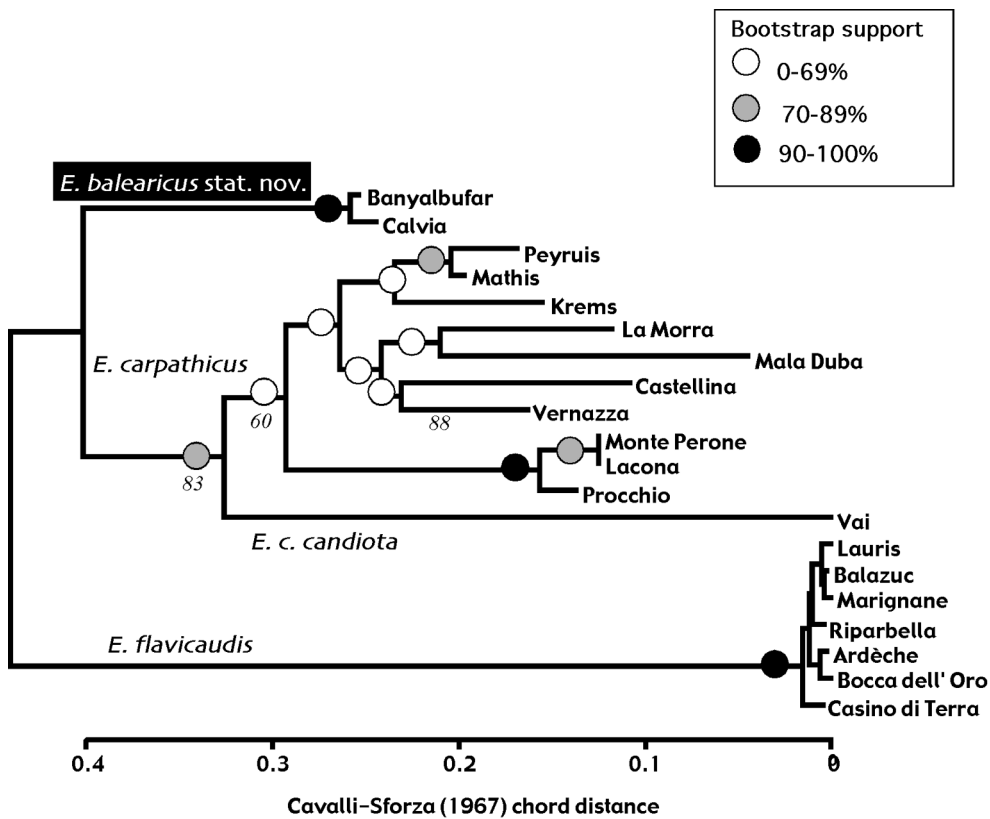 Bootstrap support
0-69%
70-89%
90-100%
E. balearicus stat. nov.
Banyalbufar
Calvia
Peyruis
Mathis
Krems
La Morra
E. carpathicus
Mala Duba
Castellina
60
Vernazza
88
Monte Perone
Lacona
83
Procchio
Vai
E. c. candiota
Lauris
Balazuc
Marignane
Riparbella
E. flavicaudis
Ardèche
Bocca dell' Oro
Casino di Terra
0.4 0.3 0.2 0.1 0
Cavalli-Sforza (1967) chord distance